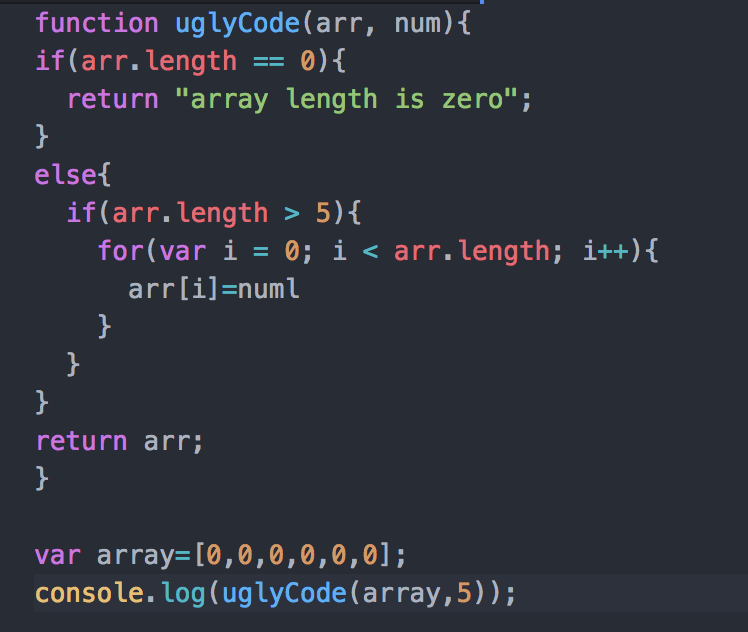 function uglyCode(arr, num){
if(arr.length == 0){
  return "array length is zero";
}
else{
  if(arr.length > 5){
    for(var i = 0; i < arr.length; i++){
      arr[i]=numl
    }
  }
}
return arr;
}

var array=[0,0,0,0,0,0];
console.log(uglyCode(array,5));